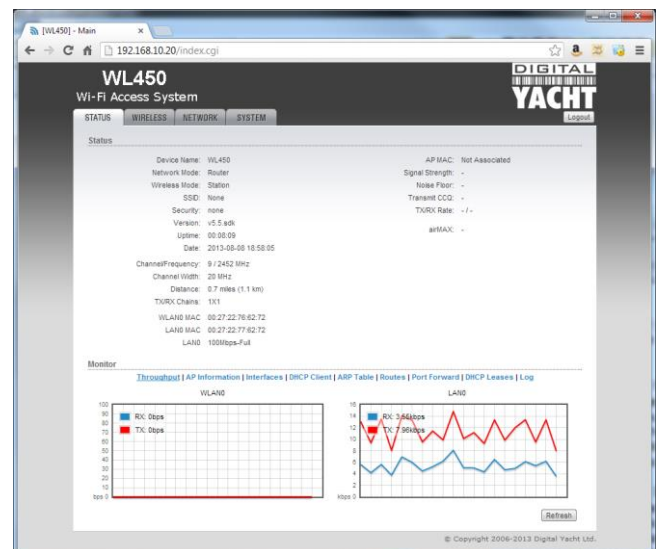 [WL450] - Main
192.168.10.20/index.cgi
WL450
Wi-Fi Access System
DIGITAL
YACHT
STATUS WIRELESS NETWORK SYSTEM
Logout
Status
Device Name: WL450
Network Mode: Router
Wireless Mode: Station
SSID: None
Security: none
Version: v5.5.sdk
Uptime: 00:08:09
Date: 2013-08-08 18:58:05
Channel/Frequency: 9 / 2452 MHz
Channel Width: 20 MHz
Distance: 0.7 miles (1.1 km)
TX/RX Chains: 1X1
WLAN0 MAC 00:27:22:76:62:72
LAN0 MAC 00:27:22:77:62:72
LAN0 100Mbps-Full
AP MAC: Not Associated
Signal Strength: -
Noise Floor: -
Transmit CCQ: -
TX/RX Rate: - / -
airMAX: -
Monitor
Throughput | AP Information | Interfaces | DHCP Client | ARP Table | Routes | Port Forward | DHCP Leases | Log
WLAN0
100
90
80
70
60
50
40
30
20
10
bps 0
RX: 0bps
TX: 0bps
LAN0
16
14
12
10
8
6
4
2
kbps 0
RX: 3.56kbps
TX: 7.96kbps
Refresh
© Copyright 2006-2013 Digital Yacht Ltd.